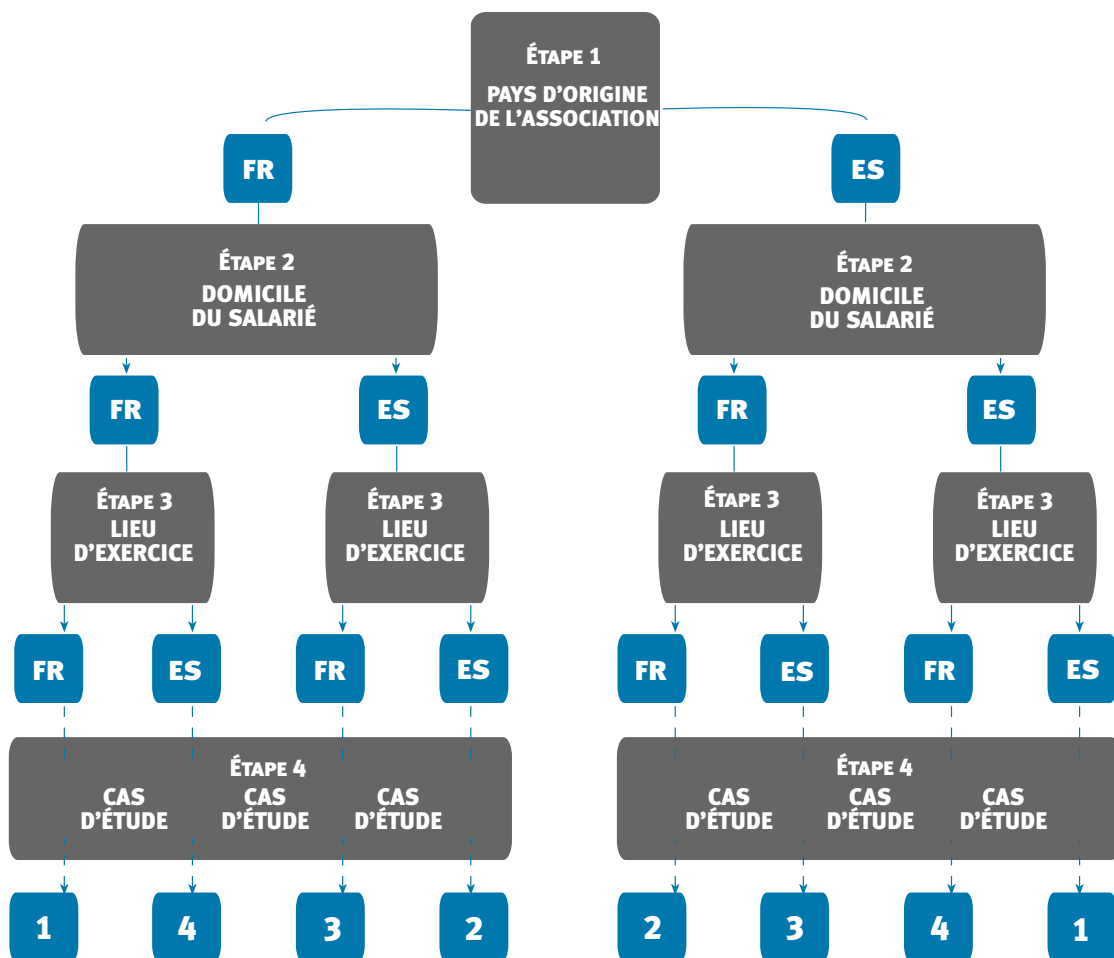 ÉTAPE 1
PAYS D'ORIGINE
DE L'ASSOCIATION
FR
ES
ÉTAPE 2
DOMICILE
DU SALARIÉ
ÉTAPE 2
DOMICILE
DU SALARIÉ
FR
ES
FR
ES
ÉTAPE 3
LIEU
D'EXERCICE
ÉTAPE 3
LIEU
D'EXERCICE
ÉTAPE 3
LIEU
D'EXERCICE
ÉTAPE 3
LIEU
D'EXERCICE
FR
ES
FR
ES
FR
ES
FR
ES
ÉTAPE 4
CAS
D'ÉTUDE
CAS
D'ÉTUDE
CAS
D'ÉTUDE
ÉTAPE 4
CAS
D'ÉTUDE
CAS
D'ÉTUDE
CAS
D'ÉTUDE
1
4
3
2
2
3
4
1